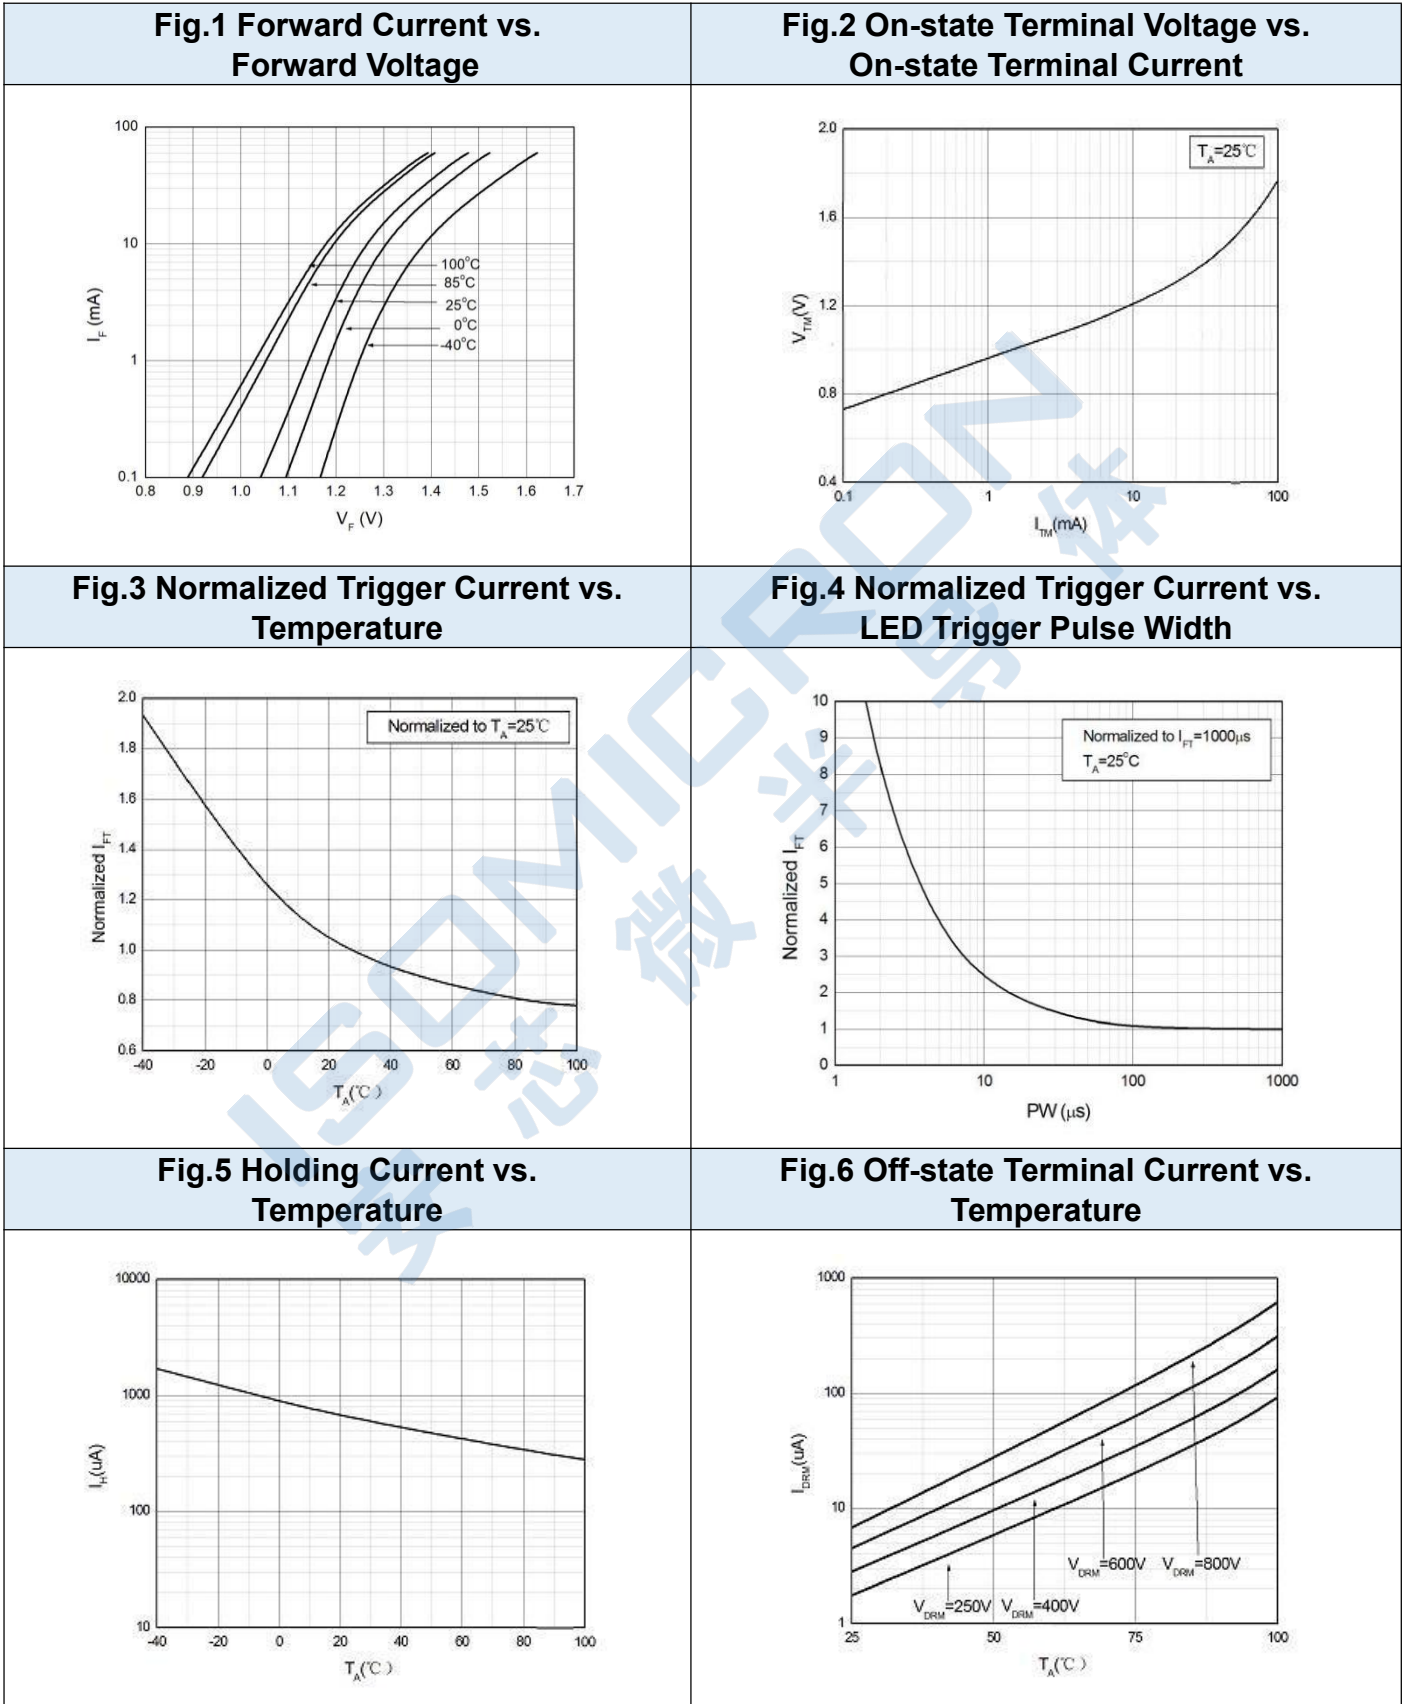 Fig.1 Forward Current vs.
Forward Voltage
100
10
1
0.1
I_F (mA)
100°C
85°C
25°C
0°C
-40°C
0.8 0.9 1.0 1.1 1.2 1.3 1.4 1.5 1.6 1.7
V_F (V)
Fig.2 On-state Terminal Voltage vs.
On-state Terminal Current
2.0
1.6
1.2
0.8
0.4
V_TM(V)
T_A=25℃
0.1 1 10 100
I_TM(mA)
Fig.3 Normalized Trigger Current vs.
Temperature
2.0
1.8
1.6
1.4
1.2
1.0
0.8
0.6
Normalized I_FT
Normalized to T_A=25℃
-40 -20 0 20 40 60 80 100
T_A(℃)
Fig.4 Normalized Trigger Current vs.
LED Trigger Pulse Width
10
9
8
7
6
5
4
3
2
1
0
Normalized I_FT
Normalized to I_FT=1000μs
T_A=25°C
1 10 100 1000
PW (μs)
Fig.5 Holding Current vs.
Temperature
10000
1000
100
10
I_H(uA)
-40 -20 0 20 40 60 80 100
T_A(℃)
Fig.6 Off-state Terminal Current vs.
Temperature
1000
100
10
1
I_DRM(uA)
V_DRM=600V V_DRM=800V
V_DRM=250V V_DRM=400V
25 50 75 100
T_A(℃)
ISOMICRON
安芯微半导体